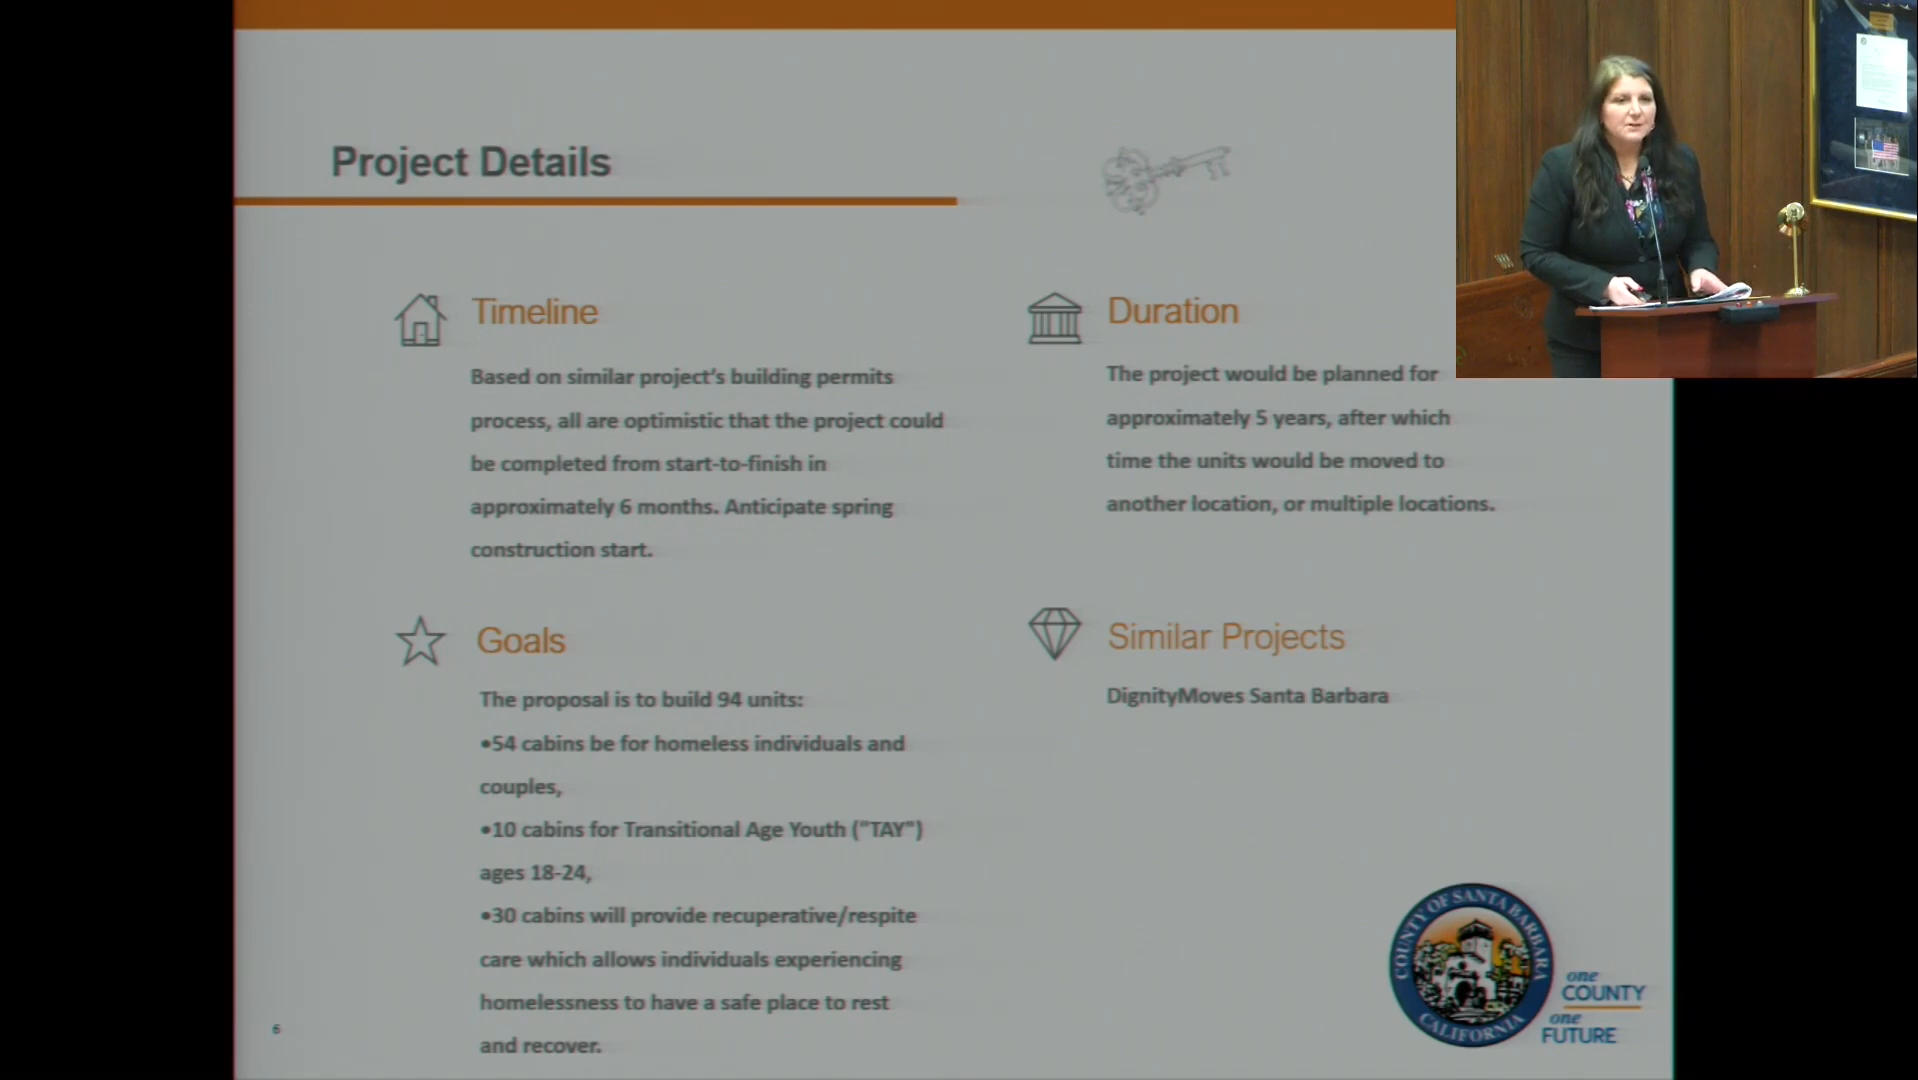 Project Details
Timeline
Based on similar project's building permits
process, all are optimistic that the project could
be completed from start-to-finish in
approximately 6 months. Anticipate spring
construction start.
Duration
The project would be planned for
approximately 5 years, after which
time the units would be moved to
another location, or multiple locations.
Goals
The proposal is to build 94 units:
•54 cabins be for homeless individuals and
couples,
•10 cabins for Transitional Age Youth ("TAY")
ages 18-24,
•30 cabins will provide recuperative/respite
care which allows individuals experiencing
homelessness to have a safe place to rest
and recover.
Similar Projects
DignityMoves Santa Barbara
6
COUNTY OF SANTA BARBARA
CALIFORNIA
one
COUNTY
one
FUTURE